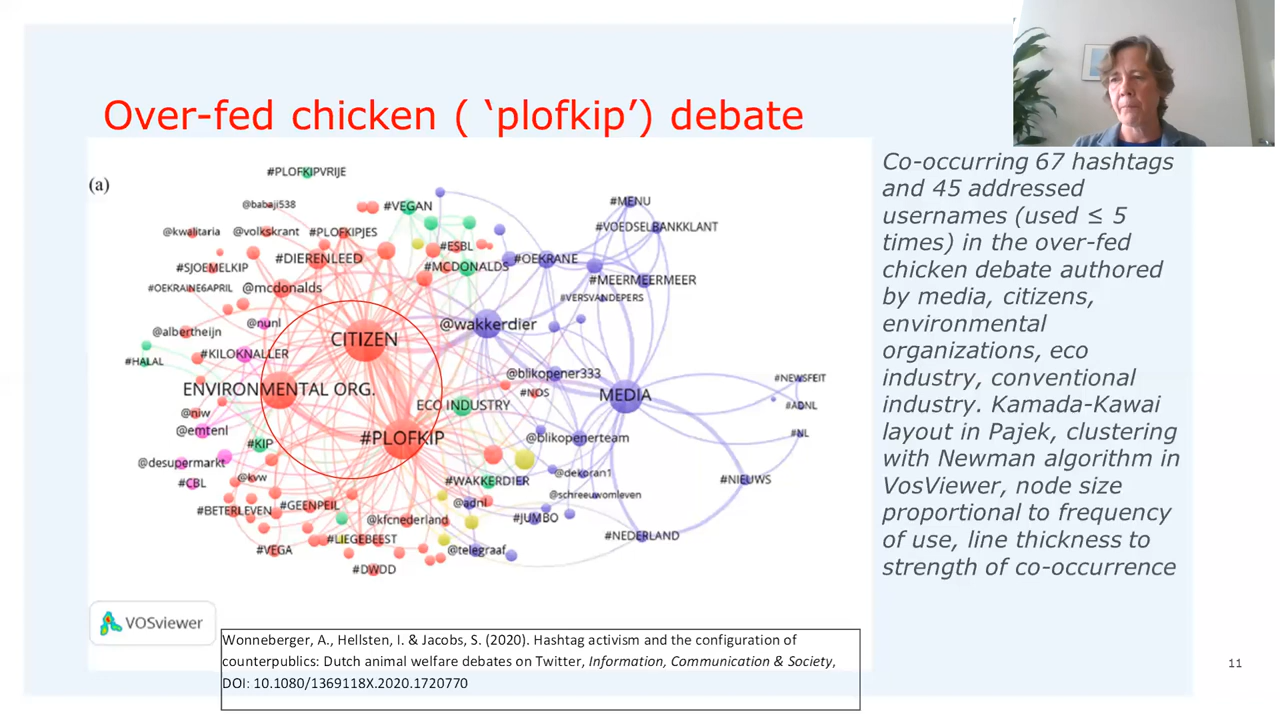 Over-fed chicken ( ‘plofkip’) debate
(a)
#PLOFKIPVRIJE
@babaji538
#VEGAN
#MENU
@kwalitaria
@volkskrant
#PLOFKIPJES
#VOEDSELBANKKLANT
#ESBL
#DIERENLEED
#OEKRANE
#SJOEMELKIP
#MCDONALDS
#MEERMEERMEER
#OEKRAINE6APRIL
@mcdonalds
#VERSVANDEPERS
@nunl
@wakkerdier
@albertheijn
CITIZEN
#KILOKNALLER
#HALAL
@blikopener333
#NEWSFEIT
ENVIRONMENTAL ORG.
#NOS
MEDIA
ECO INDUSTRY
#ADNL
@niw
@emtenl
#PLOFKIP
@blikopenerteam
#NL
#KIP
@desupermarkt
@kvw
@dekoran1
#CBL
#WAKKERDIER
#NIEUWS
@schreeuwomleven
#BETERLEVEN
#GEENPEIL
@adnl
@kfcnederland
#JUMBO
#LIEGEBEEST
#NEDERLAND
#VEGA
@telegraaf
#DWDD
VOSviewer
Co-occurring 67 hashtags
and 45 addressed
usernames (used ≤ 5
times) in the over-fed
chicken debate authored
by media, citizens,
environmental
organizations, eco
industry, conventional
industry. Kamada-Kawai
layout in Pajek, clustering
with Newman algorithm in
VosViewer, node size
proportional to frequency
of use, line thickness to
strength of co-occurrence
Wonneberger, A., Hellsten, I. & Jacobs, S. (2020). Hashtag activism and the configuration of
counterpublics: Dutch animal welfare debates on Twitter, Information, Communication & Society,
DOI: 10.1080/1369118X.2020.1720770
11